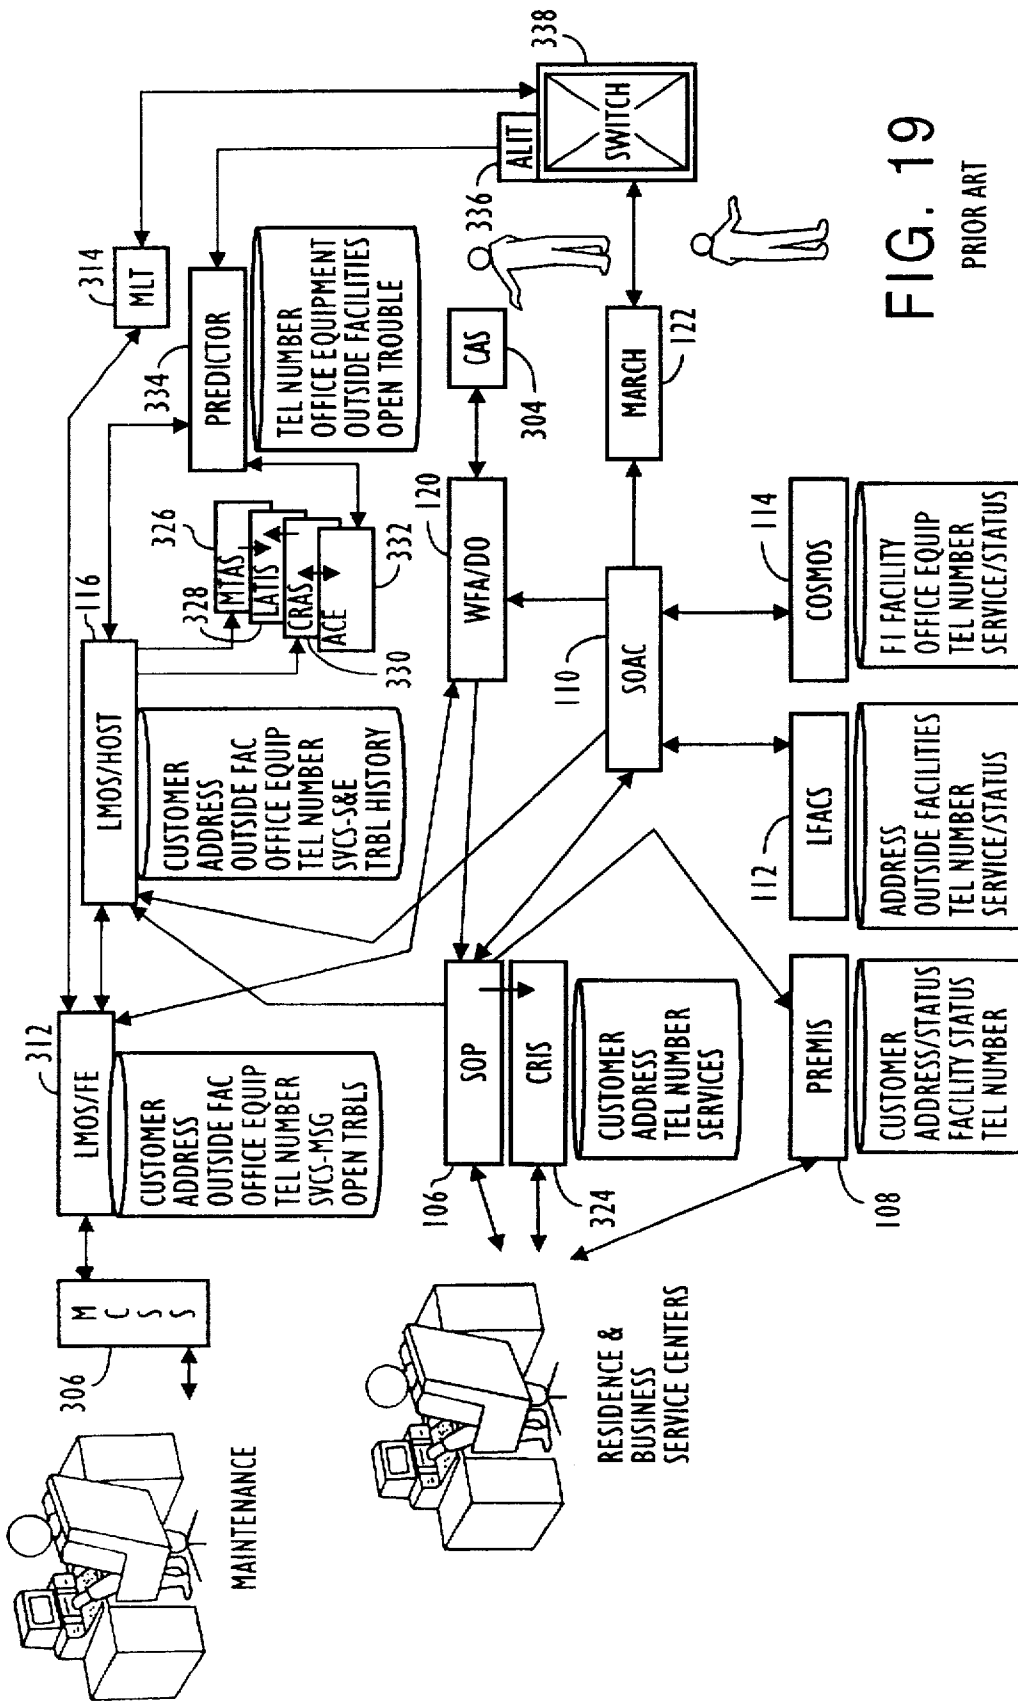 MAINTENANCE
306
M
C
S
S
312
LMOS/FE
CUSTOMER
ADDRESS
OUTSIDE FAC
OFFICE EQUIP
TEL NUMBER
SVCS-MSG
OPEN TRBLS
116
LMOS/HOST
CUSTOMER
ADDRESS
OUTSIDE FAC
OFFICE EQUIP
TEL NUMBER
SVCS-S&E
TRBL HISTORY
326
MTAS
328
LATIS
CRAS
330
ACE
332
334
PREDICTOR
TEL NUMBER
OFFICE EQUIPMENT
OUTSIDE FACILITIES
OPEN TROUBLE
314
MLT
336
ALIT
338
SWITCH
RESIDENCE &
BUSINESS
SERVICE CENTERS
106
SOP
CRIS
324
CUSTOMER
ADDRESS
TEL NUMBER
SERVICES
120
WFA/DO
CAS
304
110
SOAC
MARCH
122
PREMIS
108
CUSTOMER
ADDRESS/STATUS
FACILITY STATUS
TEL NUMBER
112
LFACS
ADDRESS
OUTSIDE FACILITIES
TEL NUMBER
SERVICE/STATUS
114
COSMOS
F1 FACILITY
OFFICE EQUIP
TEL NUMBER
SERVICE/STATUS
FIG. 19
PRIOR ART